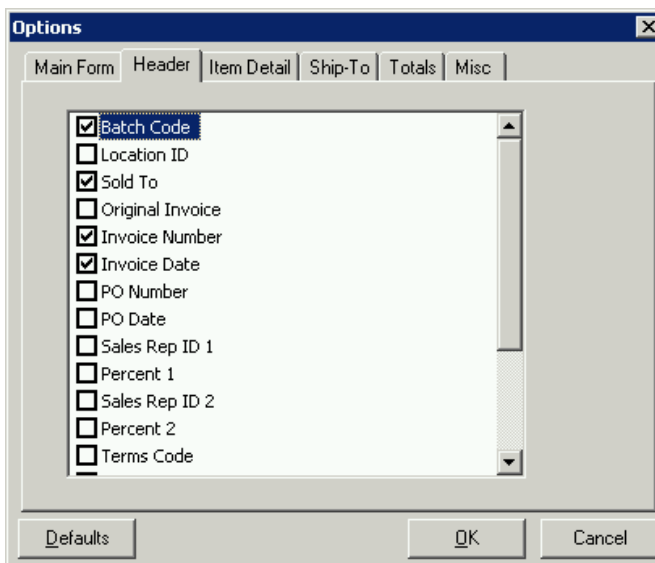 Options
Main Form Header Item Detail Ship-To Totals Misc
Batch Code
Location ID
Sold To
Original Invoice
Invoice Number
Invoice Date
PO Number
PO Date
Sales Rep ID 1
Percent 1
Sales Rep ID 2
Percent 2
Terms Code
Defaults OK Cancel